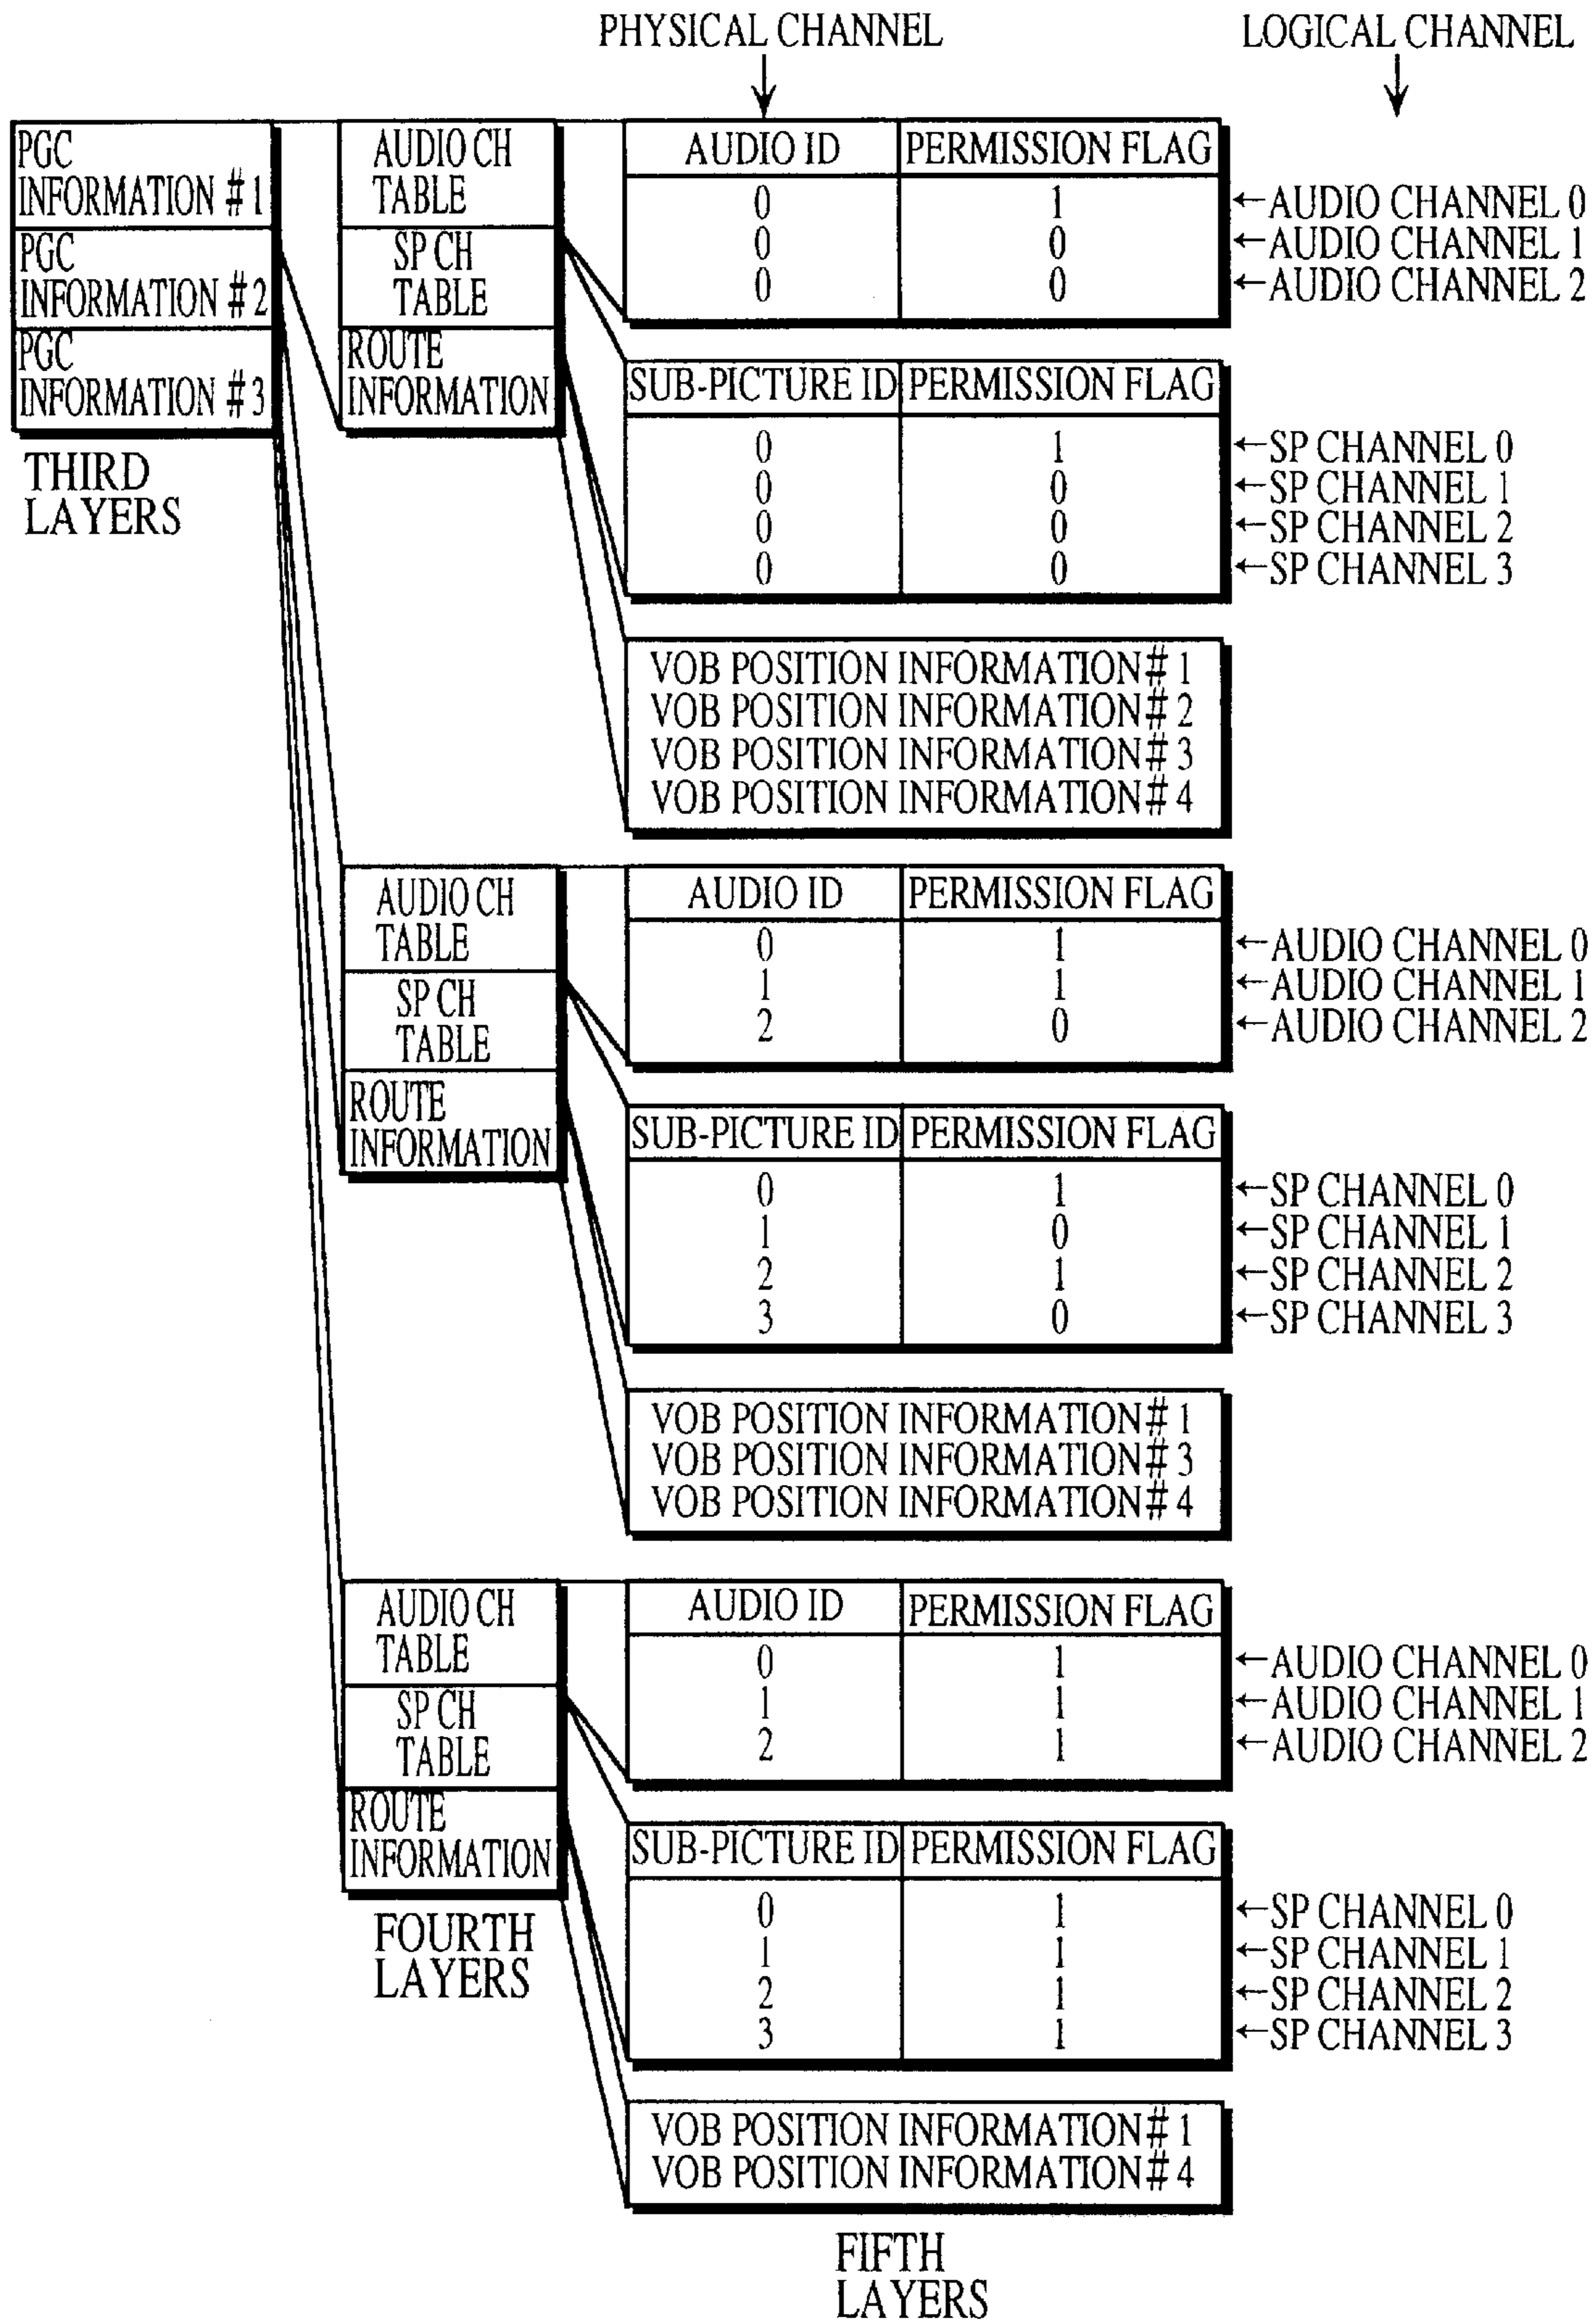 PHYSICAL CHANNEL
LOGICAL CHANNEL
PGC
INFORMATION #1
PGC
INFORMATION #2
PGC
INFORMATION #3
THIRD
LAYERS
AUDIO CH
TABLE
SP CH
TABLE
ROUTE
INFORMATION
AUDIO ID PERMISSION FLAG
0 1 ←AUDIO CHANNEL 0
0 0 ←AUDIO CHANNEL 1
0 0 ←AUDIO CHANNEL 2
SUB-PICTURE ID PERMISSION FLAG
0 1 ←SP CHANNEL 0
0 0 ←SP CHANNEL 1
0 0 ←SP CHANNEL 2
0 0 ←SP CHANNEL 3
VOB POSITION INFORMATION# 1
VOB POSITION INFORMATION# 2
VOB POSITION INFORMATION# 3
VOB POSITION INFORMATION# 4
AUDIO CH
TABLE
SP CH
TABLE
ROUTE
INFORMATION
AUDIO ID PERMISSION FLAG
0 1 ←AUDIO CHANNEL 0
1 1 ←AUDIO CHANNEL 1
2 0 ←AUDIO CHANNEL 2
SUB-PICTURE ID PERMISSION FLAG
0 1 ←SP CHANNEL 0
1 0 ←SP CHANNEL 1
2 1 ←SP CHANNEL 2
3 0 ←SP CHANNEL 3
VOB POSITION INFORMATION# 1
VOB POSITION INFORMATION# 3
VOB POSITION INFORMATION# 4
AUDIO CH
TABLE
SP CH
TABLE
ROUTE
INFORMATION
FOURTH
LAYERS
AUDIO ID PERMISSION FLAG
0 1 ←AUDIO CHANNEL 0
1 1 ←AUDIO CHANNEL 1
2 1 ←AUDIO CHANNEL 2
SUB-PICTURE ID PERMISSION FLAG
0 1 ←SP CHANNEL 0
1 1 ←SP CHANNEL 1
2 1 ←SP CHANNEL 2
3 1 ←SP CHANNEL 3
VOB POSITION INFORMATION# 1
VOB POSITION INFORMATION# 4
FIFTH
LAYERS